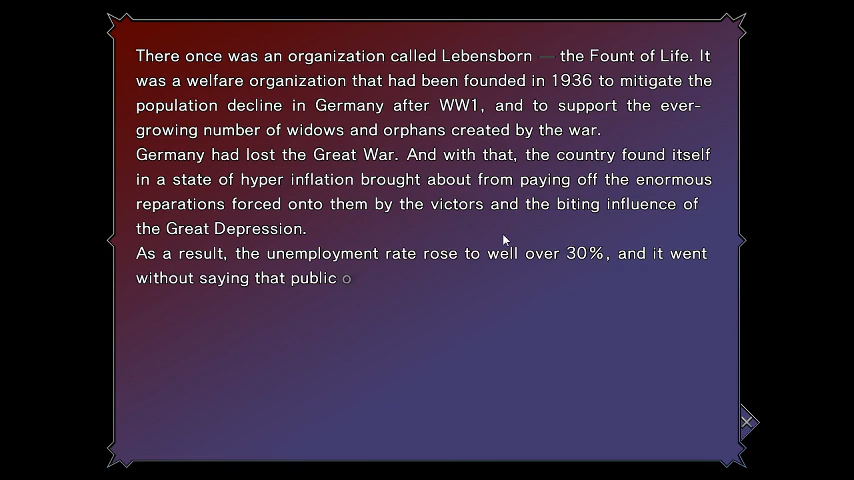 There once was an organization called Lebensborn — the Fount of Life. It
was a welfare organization that had been founded in 1936 to mitigate the
population decline in Germany after WW1, and to support the ever-
growing number of widows and orphans created by the war.
Germany had lost the Great War. And with that, the country found itself
in a state of hyper inflation brought about from paying off the enormous
reparations forced onto them by the victors and the biting influence of
the Great Depression.
As a result, the unemployment rate rose to well over 30%, and it went
without saying that public o